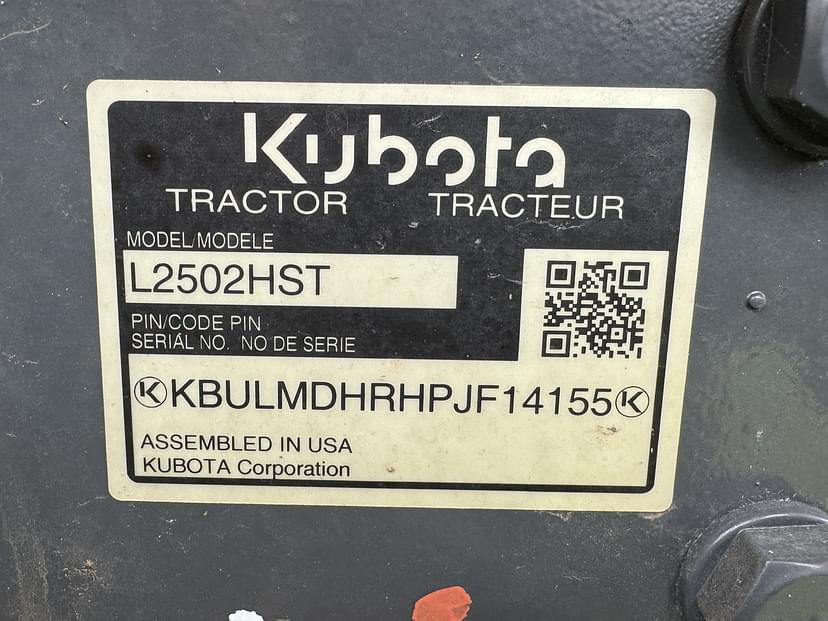 Kubota
TRACTOR TRACTEUR
MODEL/MODELE
L2502HST
PIN/CODE PIN
SERIAL NO. NO DE SERIE
KBULMDHRHPJF14155
ASSEMBLED IN USA
KUBOTA Corporation